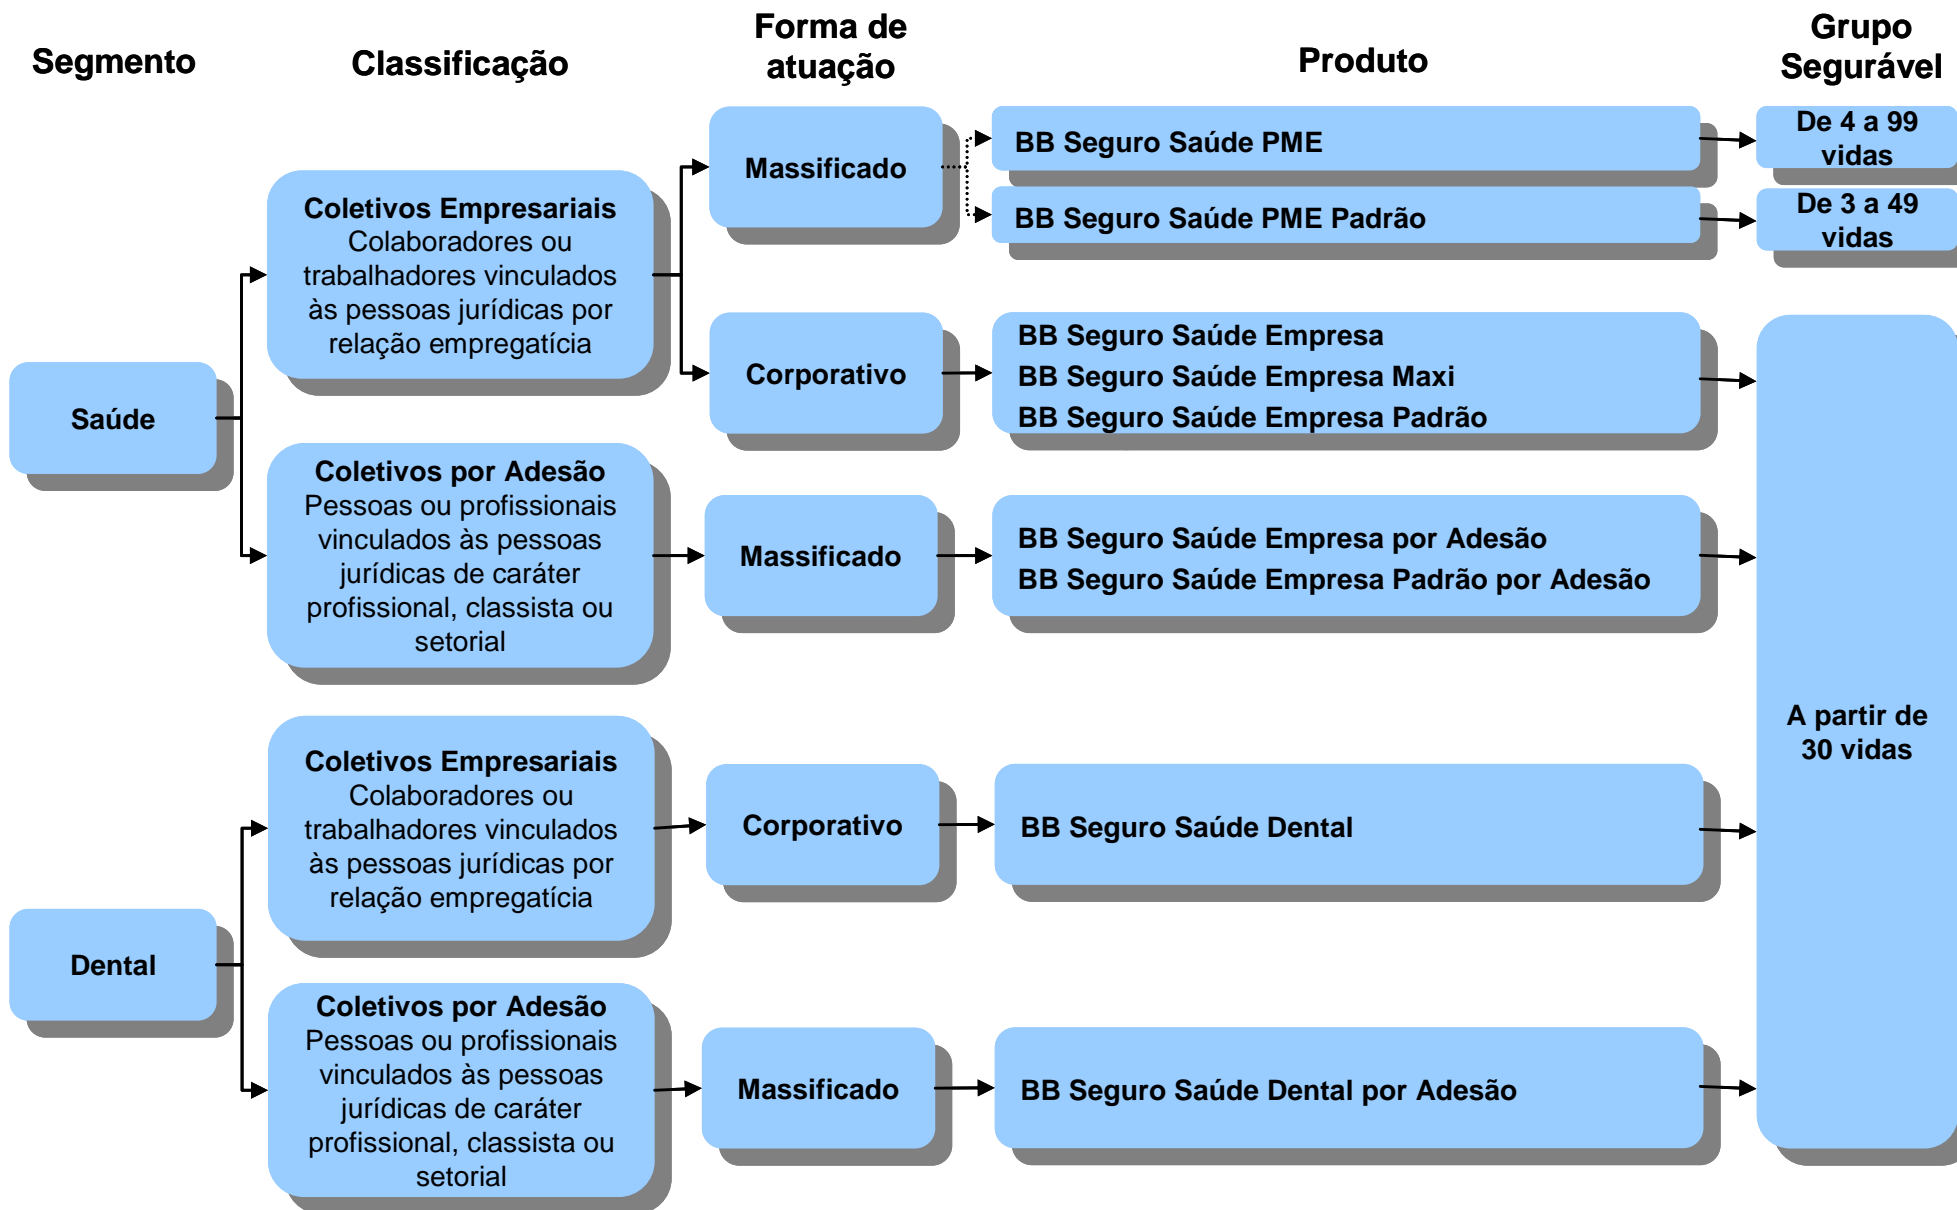 Segmento
Classificação
Forma de
atuação
Produto
Grupo
Segurável
Saúde
Coletivos Empresariais
Colaboradores ou
trabalhadores vinculados
às pessoas jurídicas por
relação empregatícia
Massificado
BB Seguro Saúde PME
De 4 a 99
vidas
BB Seguro Saúde PME Padrão
De 3 a 49
vidas
Corporativo
BB Seguro Saúde Empresa
BB Seguro Saúde Empresa Maxi
BB Seguro Saúde Empresa Padrão
Coletivos por Adesão
Pessoas ou profissionais
vinculados às pessoas
jurídicas de caráter
profissional, classista ou
setorial
Massificado
BB Seguro Saúde Empresa por Adesão
BB Seguro Saúde Empresa Padrão por Adesão
A partir de
30 vidas
Dental
Coletivos Empresariais
Colaboradores ou
trabalhadores vinculados
às pessoas jurídicas por
relação empregatícia
Corporativo
BB Seguro Saúde Dental
Coletivos por Adesão
Pessoas ou profissionais
vinculados às pessoas
jurídicas de caráter
profissional, classista ou
setorial
Massificado
BB Seguro Saúde Dental por Adesão